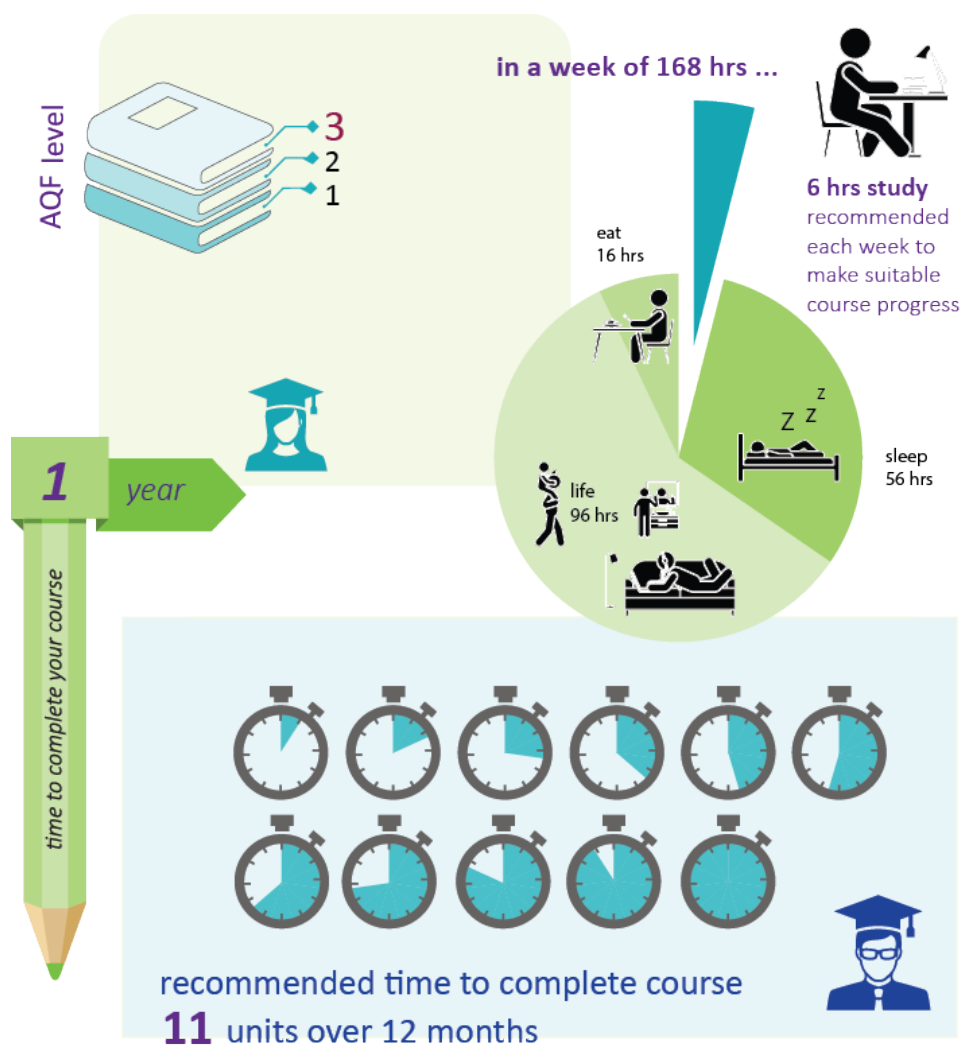 in a week of 168 hrs ...
AQF level
3
2
1
6 hrs study
recommended
each week to
make suitable
course progress
eat
16 hrs
z
z
Z
sleep
56 hrs
life
96 hrs
1 year
time to complete your course
recommended time to complete course
11 units over 12 months